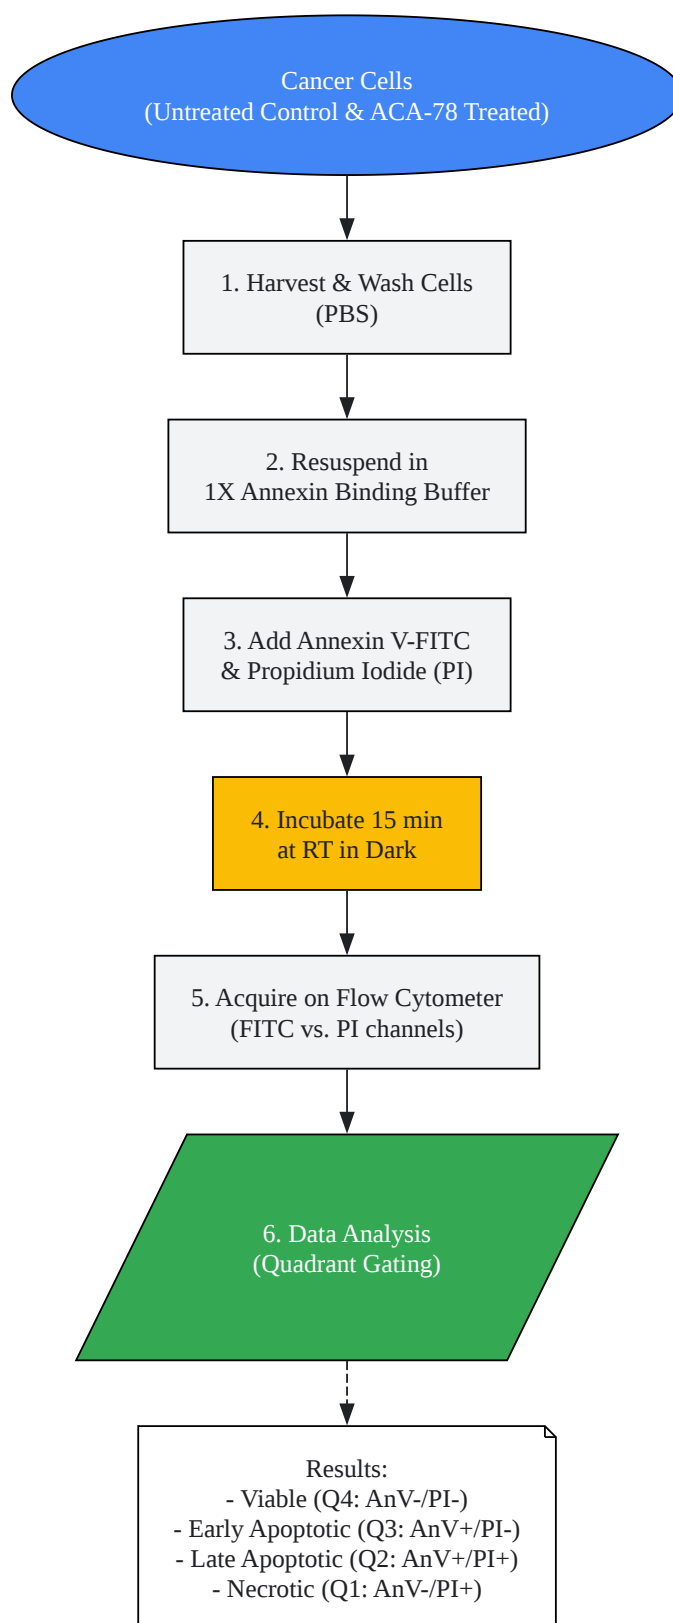 Cancer Cells
(Untreated Control & ACA-78 Treated)
1. Harvest & Wash Cells
(PBS)
2. Resuspend in
1X Annexin Binding Buffer
3. Add Annexin V-FITC
& Propidium Iodide (PI)
4. Incubate 15 min
at RT in Dark
5. Acquire on Flow Cytometer
(FITC vs. PI channels)
6. Data Analysis
(Quadrant Gating)
Results:
- Viable (Q4: AnV-/PI-)
- Early Apoptotic (Q3: AnV+/PI-)
- Late Apoptotic (Q2: AnV+/PI+)
- Necrotic (Q1: AnV-/PI+)